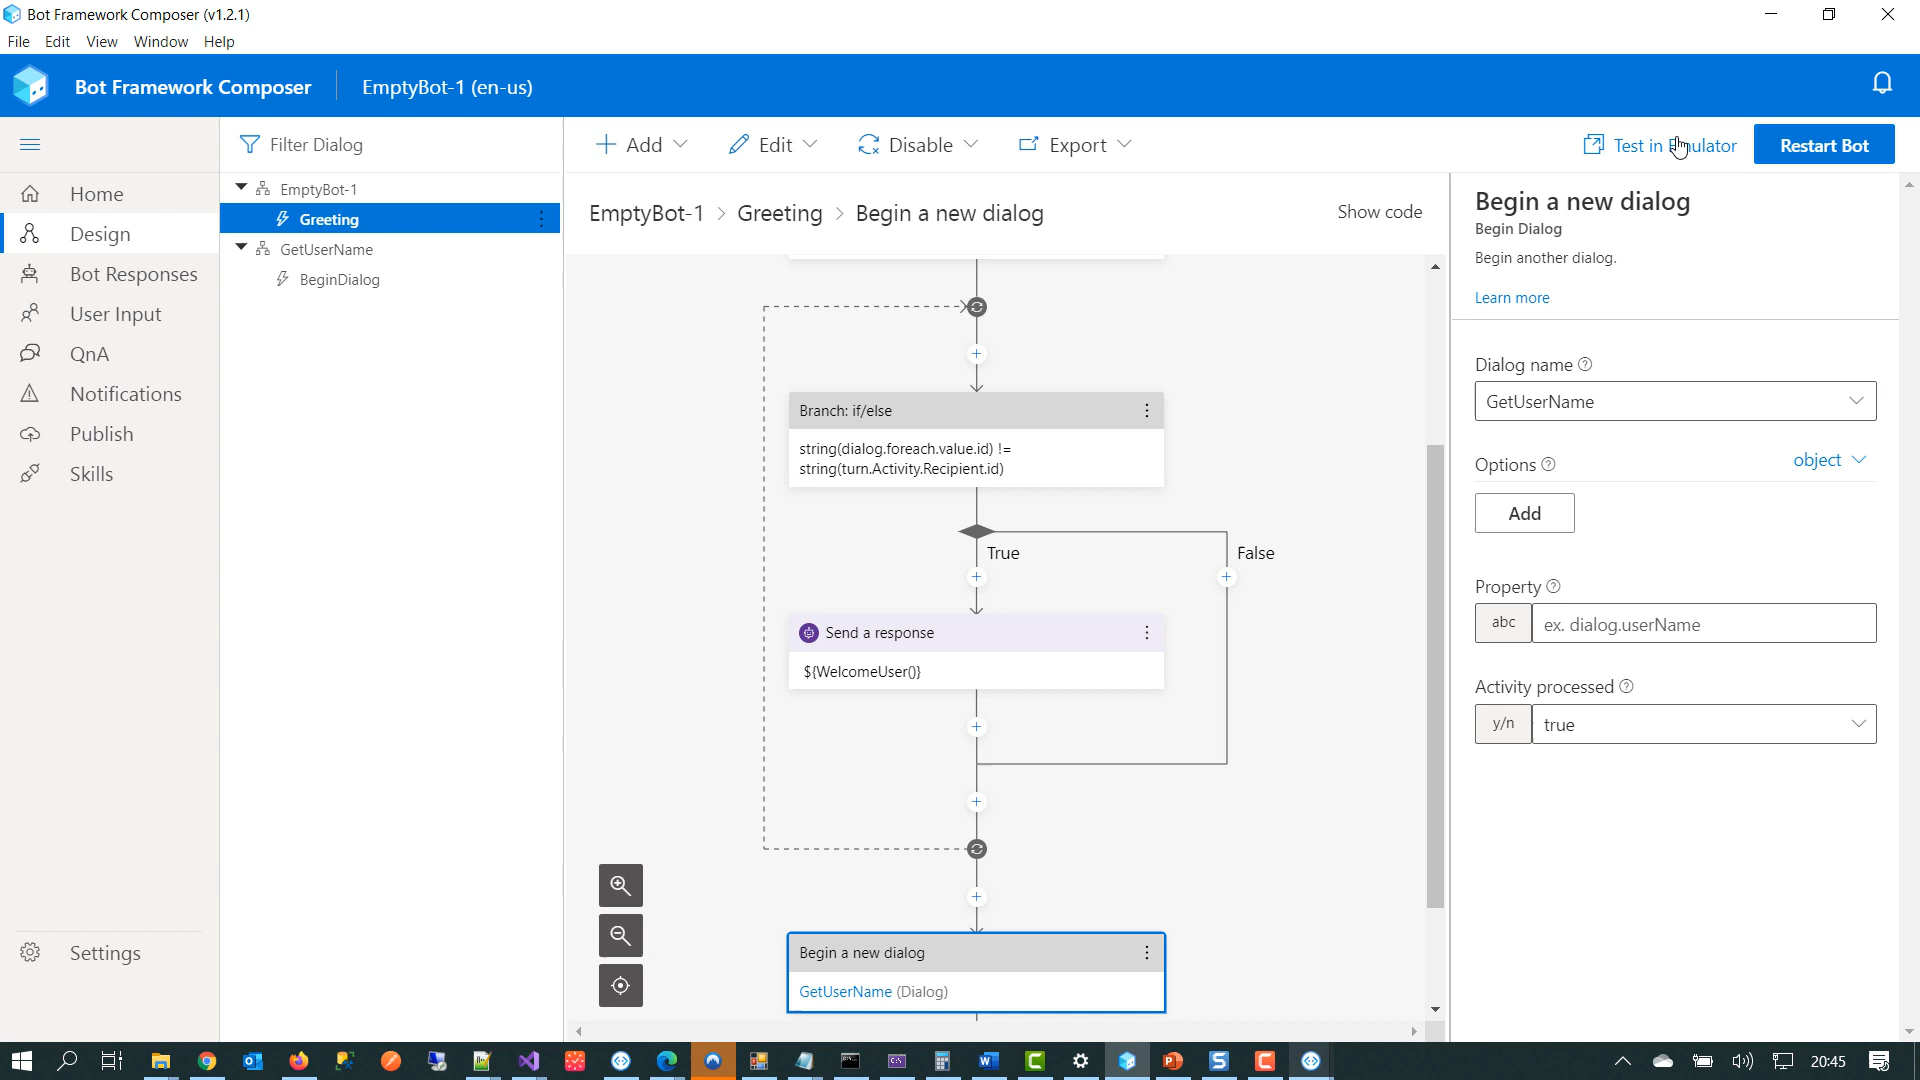 Bot Framework Composer (v1.2.1)
File Edit View Window Help
Bot Framework Composer EmptyBot-1 (en-us)
Filter Dialog
Add Edit Disable Export Test in Emulator Restart Bot
Home
Design
Bot Responses
User Input
QnA
Notifications
Publish
Skills
Settings
EmptyBot-1
Greeting
GetUserName
BeginDialog
EmptyBot-1 > Greeting > Begin a new dialog Show code
Branch: if/else
string(dialog.foreach.value.id) !=
string(turn.Activity.Recipient.id)
True False
Send a response
${WelcomeUser()}
Begin a new dialog
GetUserName (Dialog)
Begin a new dialog
Begin Dialog
Begin another dialog.
Learn more
Dialog name
GetUserName
Options object
Add
Property
abc ex. dialog.userName
Activity processed
y/n true
20:45